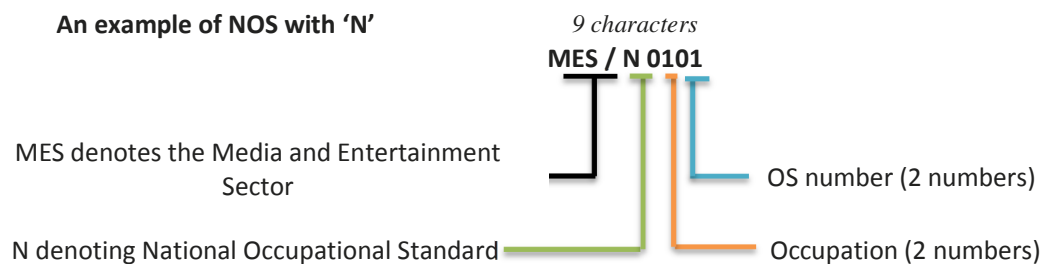 An example of NOS with ‘N’
9 characters
MES / N 0101
MES denotes the Media and Entertainment
Sector
OS number (2 numbers)
N denoting National Occupational Standard
Occupation (2 numbers)